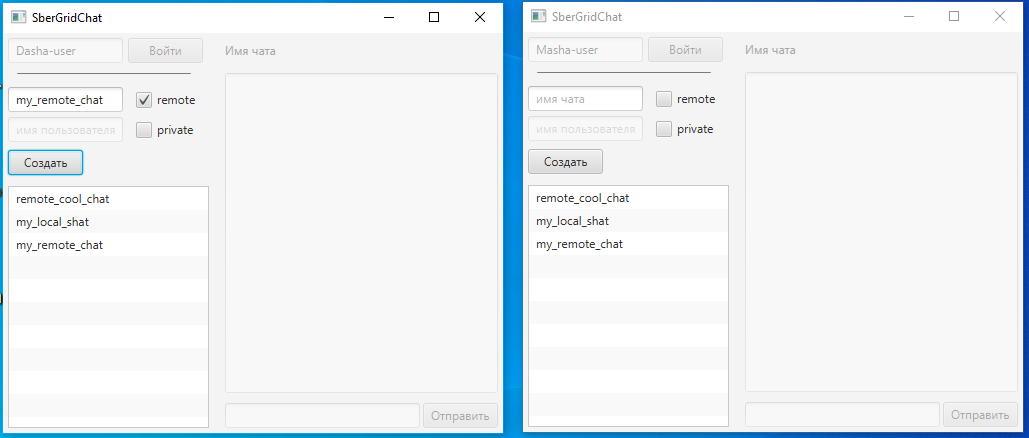 SberGridChat
Dasha-user
Войти
Имя чата
my_remote_chat
remote
имя пользователя
private
Создать
remote_cool_chat
my_local_shat
my_remote_chat
Отправить
SberGridChat
Masha-user
Войти
Имя чата
имя чата
remote
имя пользователя
private
Создать
remote_cool_chat
my_local_shat
my_remote_chat
Отправить